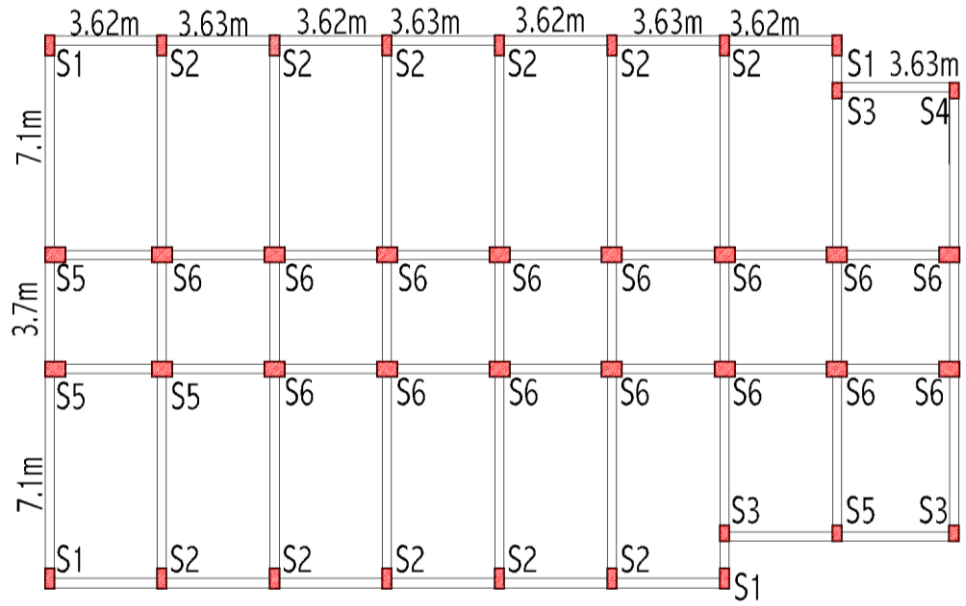 3.62m 3.63m 3.62m 3.63m 3.62m 3.63m 3.62m
S1 S2 S2 S2 S2 S2 S2 S1 3.63m
S3 S4
7.1m
S5 S6 S6 S6 S6 S6 S6 S6 S6
3.7m
S5 S5 S6 S6 S6 S6 S6 S6 S6
7.1m
S3 S5 S3
S1 S2 S2 S2 S2 S2 S1